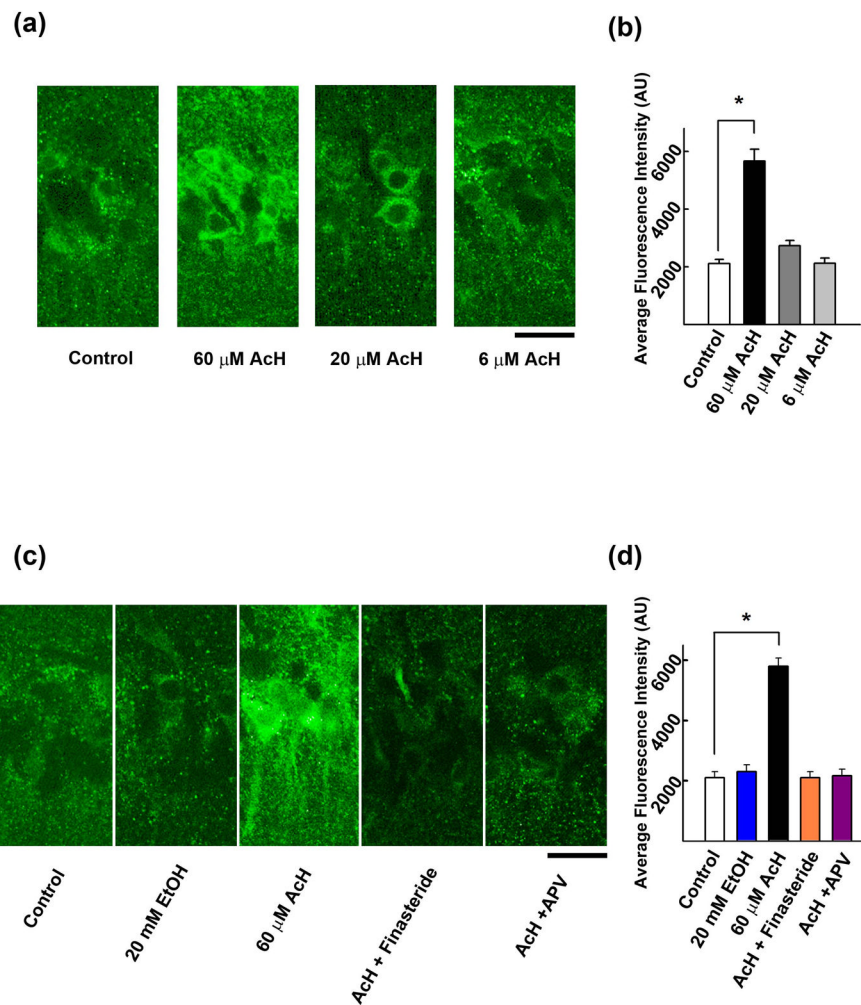 (a)
Control
60 μM AcH
20 μM AcH
6 μM AcH
(b)
Average Fluorescence Intensity (AU)
6000
4000
2000
*
Control
60 μM AcH
20 μM AcH
6 μM AcH
(c)
Control
20 mM EtOH
60 μM AcH
AcH + Finasteride
AcH +APV
(d)
Average Fluorescence Intensity (AU)
6000
4000
2000
*
Control
20 mM EtOH
60 μM AcH
AcH + Finasteride
AcH +APV